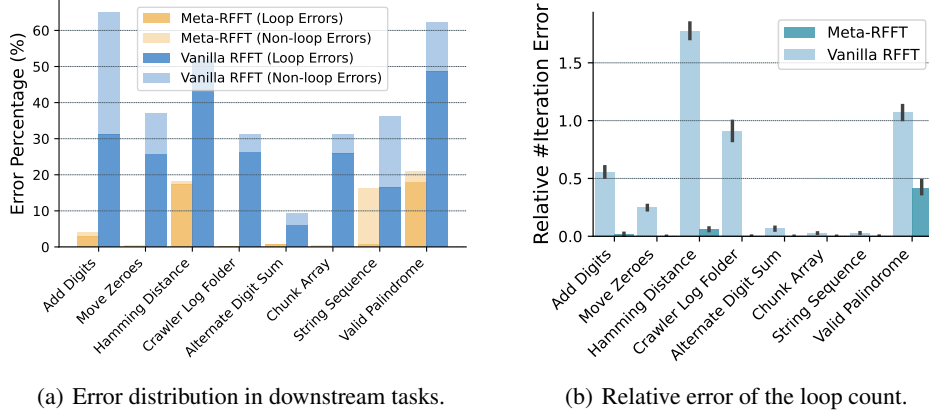 Error Percentage (%)
60
50
40
30
20
10
0
Meta-RFFT (Loop Errors)
Meta-RFFT (Non-loop Errors)
Vanilla RFFT (Loop Errors)
Vanilla RFFT (Non-loop Errors)
Add Digits
Move Zeroes
Hamming Distance
Crawler Log Folder
Alternate Digit Sum
Chunk Array
String Sequence
Valid Palindrome
(a) Error distribution in downstream tasks.
Relative #Iteration Error
1.5
1.0
0.5
0.0
Meta-RFFT
Vanilla RFFT
Add Digits
Move Zeroes
Hamming Distance
Crawler Log Folder
Alternate Digit Sum
Chunk Array
String Sequence
Valid Palindrome
(b) Relative error of the loop count.